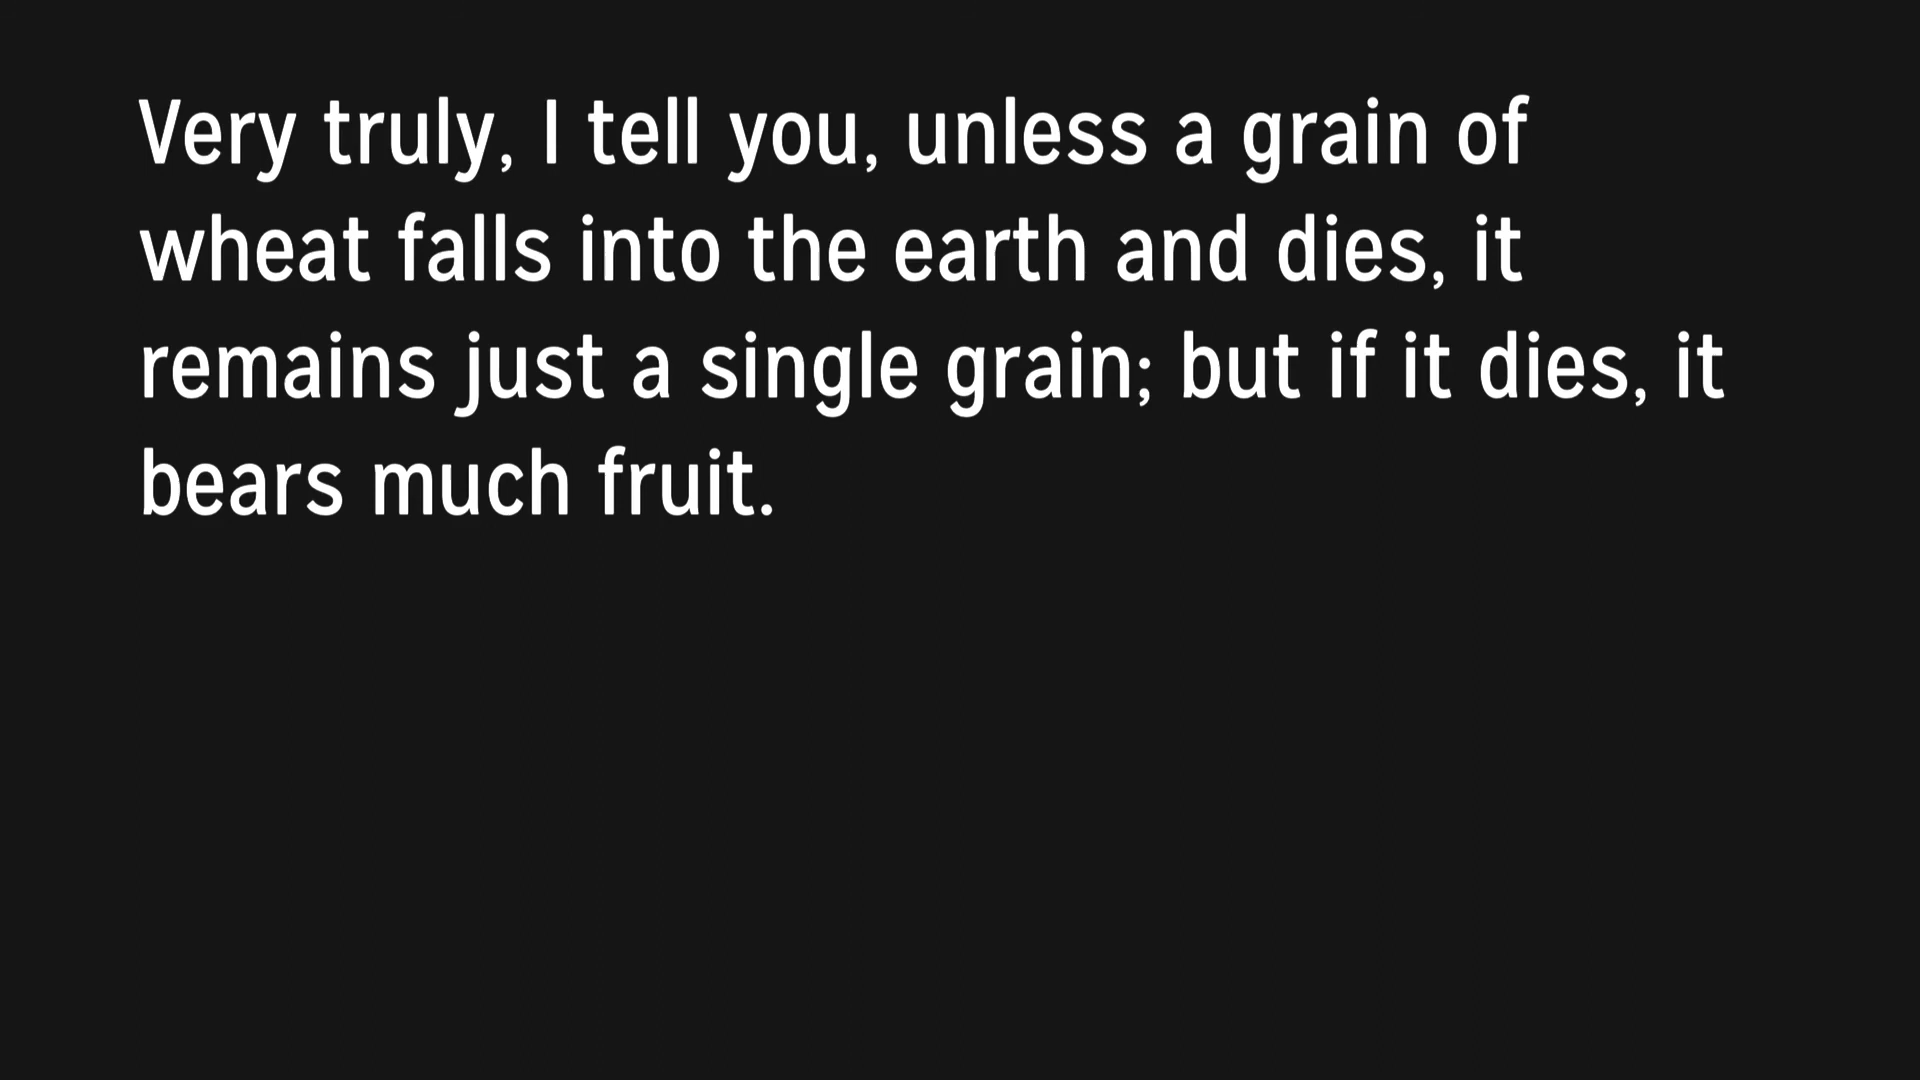 Very truly, I tell you, unless a grain of
wheat falls into the earth and dies, it
remains just a single grain; but if it dies, it
bears much fruit.